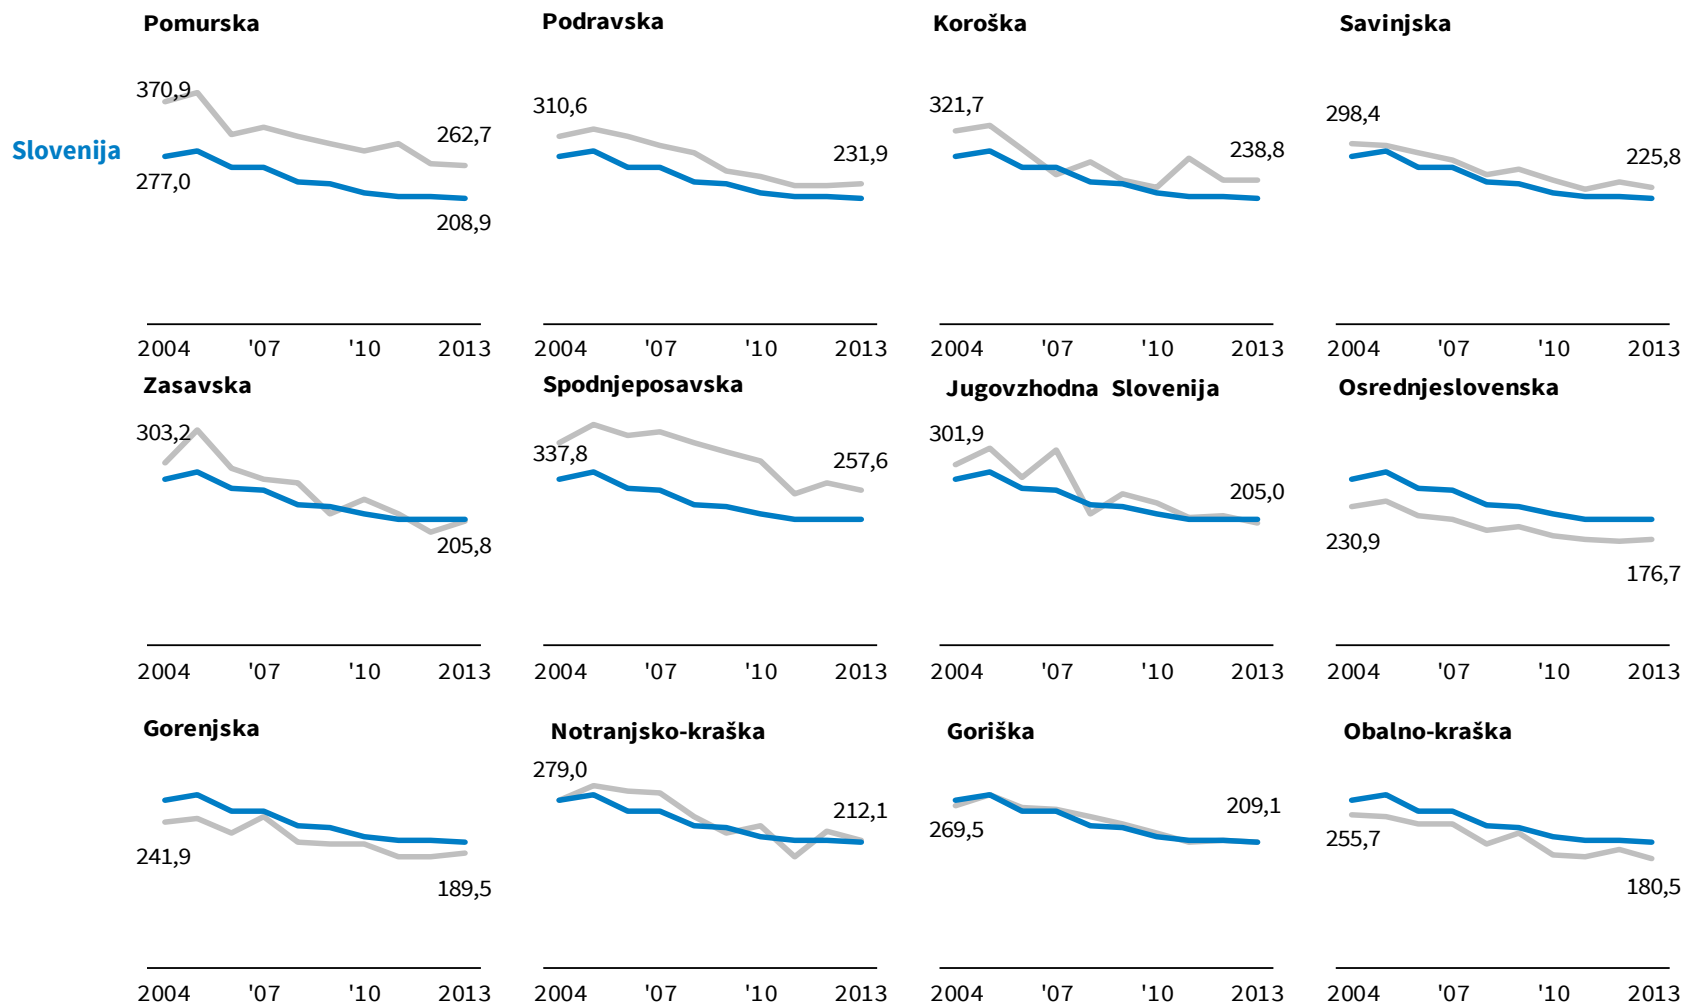 Pomurska
Podravska
Koroška
Savinjska
370,9
262,7
Slovenija
277,0
208,9
310,6
231,9
321,7
238,8
298,4
225,8
2004 '07 '10 2013
2004 '07 '10 2013
2004 '07 '10 2013
2004 '07 '10 2013
Zasavska
Spodnjeposavska
Jugovzhodna Slovenija
Osrednjeslovenska
303,2
205,8
337,8
257,6
301,9
205,0
230,9
176,7
2004 '07 '10 2013
2004 '07 '10 2013
2004 '07 '10 2013
2004 '07 '10 2013
Gorenjska
Notranjsko-kraška
Goriška
Obalno-kraška
241,9
189,5
279,0
212,1
269,5
209,1
255,7
180,5
2004 '07 '10 2013
2004 '07 '10 2013
2004 '07 '10 2013
2004 '07 '10 2013